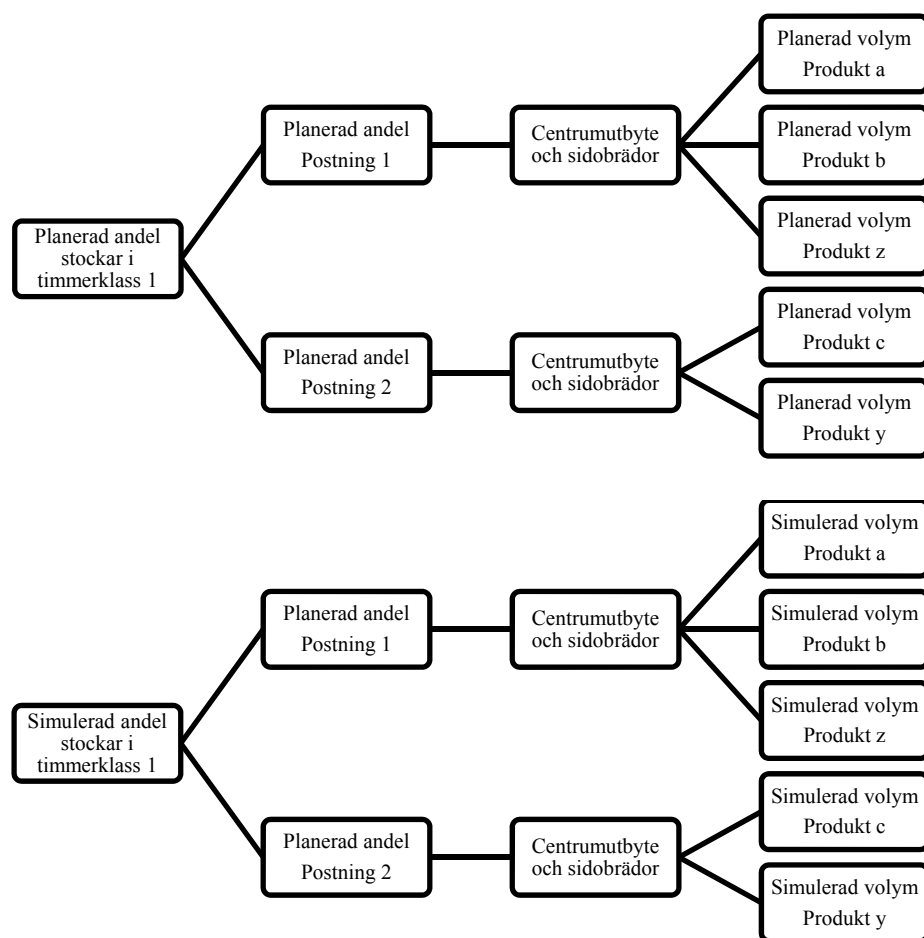 Planerad andel
stockar i
timmerklass 1
Planerad andel
Postning 1
Centrumutbyte
och sidobrädor
Planerad volym
Produkt a
Planerad volym
Produkt b
Planerad volym
Produkt z
Planerad andel
Postning 2
Centrumutbyte
och sidobrädor
Planerad volym
Produkt c
Planerad volym
Produkt y
Simulerad andel
stockar i
timmerklass 1
Planerad andel
Postning 1
Centrumutbyte
och sidobrädor
Simulerad volym
Produkt a
Simulerad volym
Produkt b
Simulerad volym
Produkt z
Planerad andel
Postning 2
Centrumutbyte
och sidobrädor
Simulerad volym
Produkt c
Simulerad volym
Produkt y